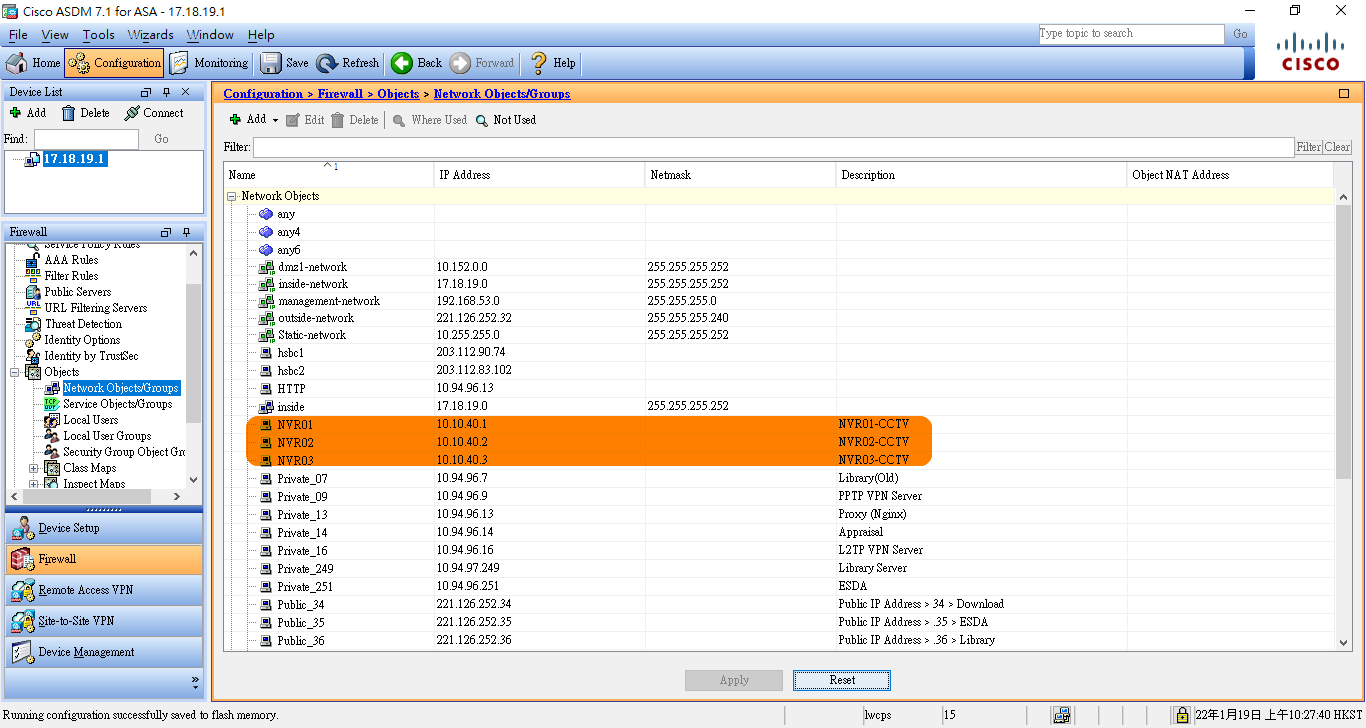 Cisco ASDM 7.1 for ASA - 17.18.19.1
File View Tools Wizards Window Help
Type topic to search Go
CISCO
Home Configuration Monitoring Save Refresh Back Forward Help
Device List
Add Delete Connect
Find: Go
17.18.19.1
Firewall
Service Policy Rules
AAA Rules
Filter Rules
Public Servers
URL Filtering Servers
Threat Detection
Identity Options
Identity by TrustSec
Objects
Network Objects/Groups
Service Objects/Groups
Local Users
Local User Groups
Security Group Object Gr
Class Maps
Inspect Maps
Device Setup
Firewall
Remote Access VPN
Site-to-Site VPN
Device Management
Configuration > Firewall > Objects > Network Objects/Groups
Add Edit Delete Where Used Not Used
Filter: Filter Clear
Name 1 IP Address Netmask Description Object NAT Address
Network Objects
any
any4
any6
dmz1-network 10.152.0.0 255.255.255.252
inside-network 17.18.19.0 255.255.255.252
management-network 192.168.53.0 255.255.255.0
outside-network 221.126.252.32 255.255.255.240
Static-network 10.255.255.0 255.255.255.252
hsbc1 203.112.90.74
hsbc2 203.112.83.102
HTTP 10.94.96.13
inside 17.18.19.0 255.255.255.252
NVR01 10.10.40.1 NVR01-CCTV
NVR02 10.10.40.2 NVR02-CCTV
NVR03 10.10.40.3 NVR03-CCTV
Private_07 10.94.96.7 Library(Old)
Private_09 10.94.96.9 PPTP VPN Server
Private_13 10.94.96.13 Proxy (Nginx)
Private_14 10.94.96.14 Appraisal
Private_16 10.94.96.16 L2TP VPN Server
Private_249 10.94.97.249 Library Server
Private_251 10.94.96.251 ESDA
Public_34 221.126.252.34 Public IP Address > 34 > Download
Public_35 221.126.252.35 Public IP Address > .35 > ESDA
Public_36 221.126.252.36 Public IP Address > .36 > Library
Apply Reset
Running configuration successfully saved to flash memory. lwcps 15 22年1月19日 上午10:27:40 HKST